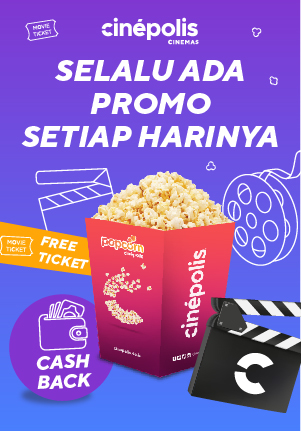 MOVIE
TICKET
cinépolis
CINEMAS
SELALU ADA
PROMO
SETIAP HARINYA
MOVIE
TICKET
FREE
TICKET
popcorn
cinépolis
CASH
BACK